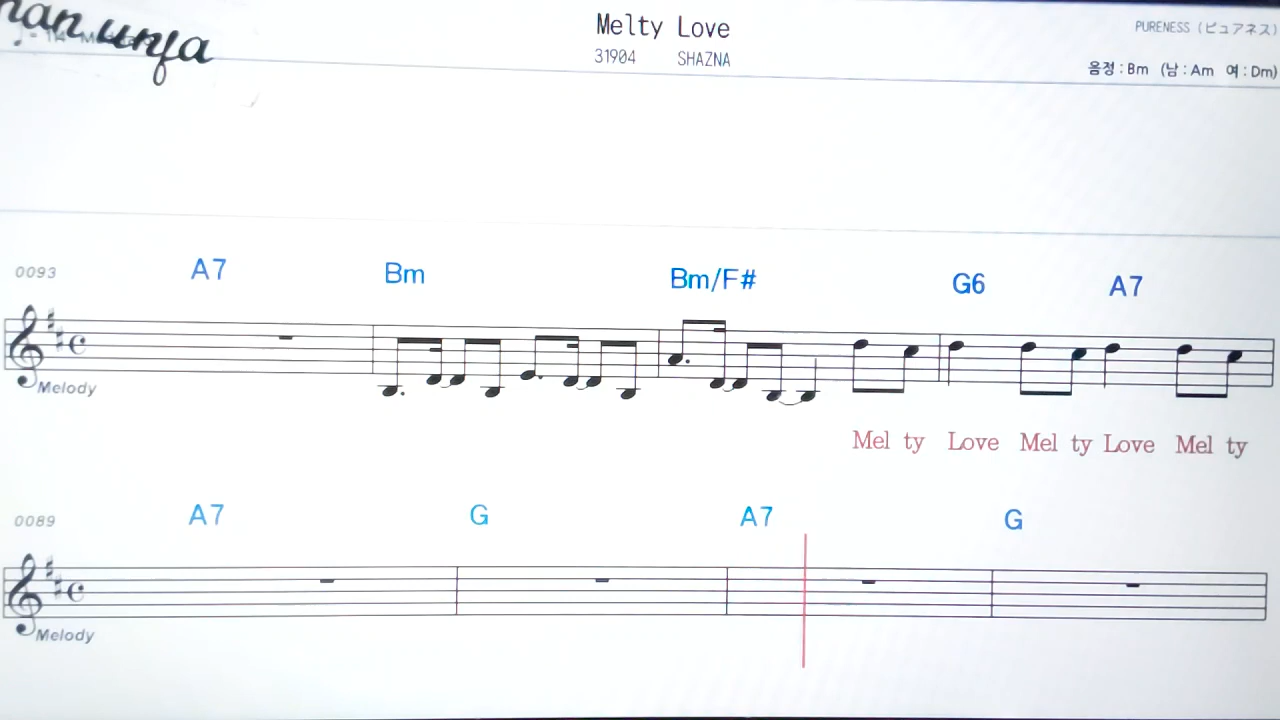 Melty Love
PURENESS (ピュアネス)
31904 SHAZNA
음정 : Bm (남 : Am 여 : Dm)
0093 A7 Bm Bm/F# G6 A7
Melody
Mel ty Love Mel ty Love Mel ty
0089 A7 G A7 G
Melody